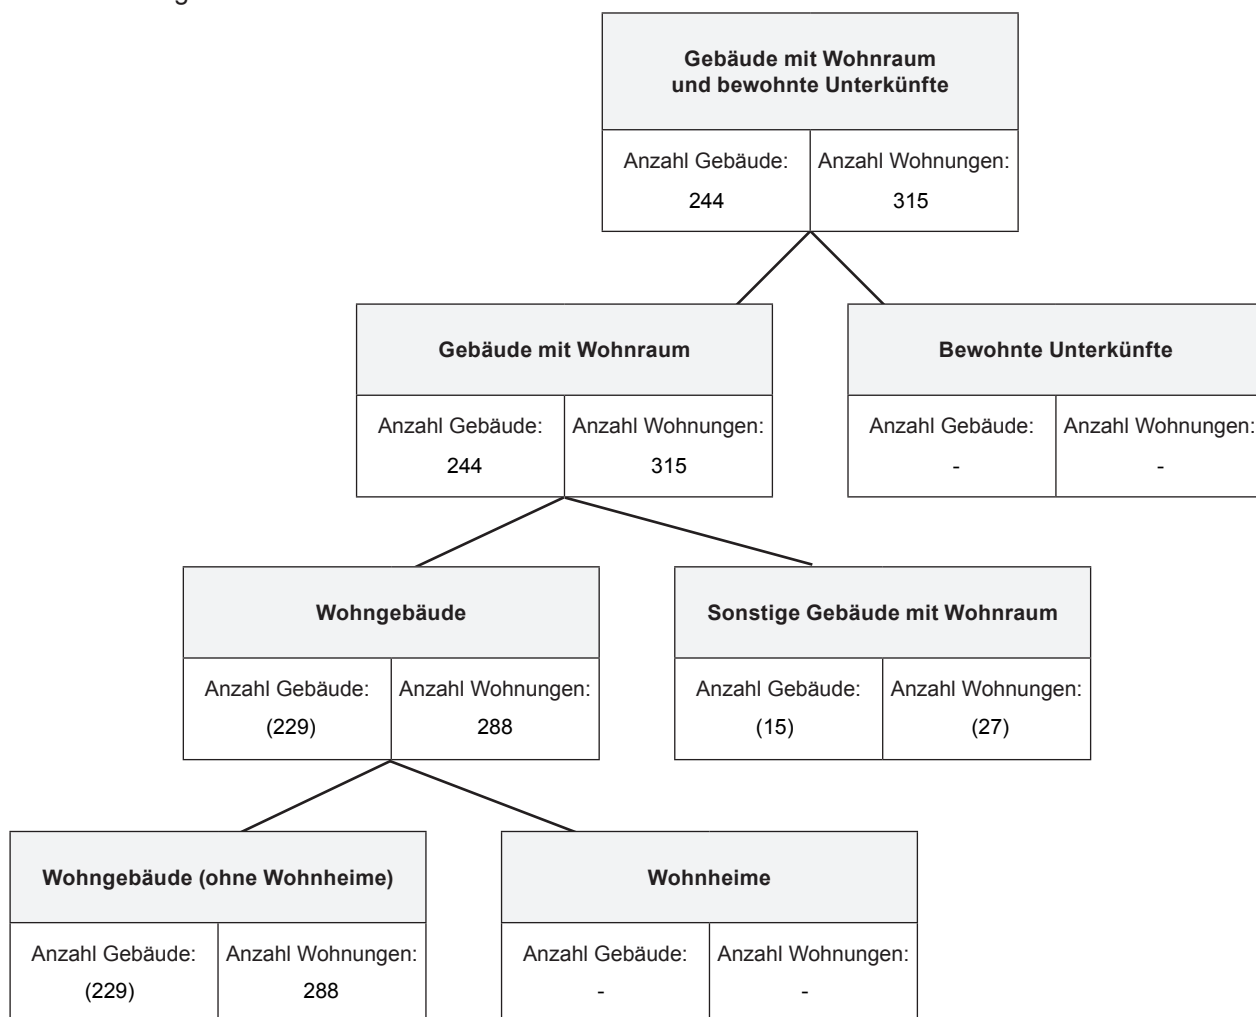 Gebäude mit Wohnraum
und bewohnte Unterkünfte
Anzahl Gebäude: Anzahl Wohnungen:
244 315
Gebäude mit Wohnraum
Bewohnte Unterkünfte
Anzahl Gebäude: Anzahl Wohnungen:
244 315
Anzahl Gebäude: Anzahl Wohnungen:
- -
Wohngebäude
Sonstige Gebäude mit Wohnraum
Anzahl Gebäude: Anzahl Wohnungen:
(229) 288
Anzahl Gebäude: Anzahl Wohnungen:
(15) (27)
Wohngebäude (ohne Wohnheime)
Wohnheime
Anzahl Gebäude: Anzahl Wohnungen:
(229) 288
Anzahl Gebäude: Anzahl Wohnungen:
- -